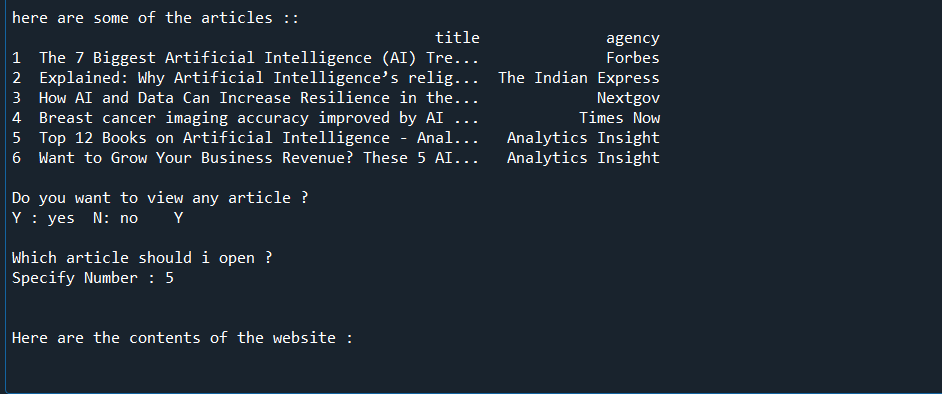 here are some of the articles ::
title agency
1 The 7 Biggest Artificial Intelligence (AI) Tre... Forbes
2 Explained: Why Artificial Intelligence’s relig... The Indian Express
3 How AI and Data Can Increase Resilience in the... Nextgov
4 Breast cancer imaging accuracy improved by AI ... Times Now
5 Top 12 Books on Artificial Intelligence - Anal... Analytics Insight
6 Want to Grow Your Business Revenue? These 5 AI... Analytics Insight
Do you want to view any article ?
Y : yes N: no Y
Which article should i open ?
Specify Number : 5
Here are the contents of the website :